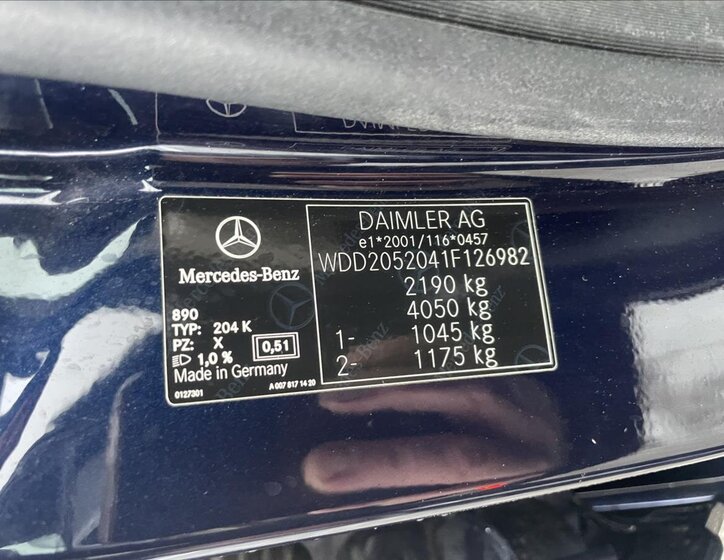 Mercedes-Benz
890
TYP: 204 K
PZ: X
1,0 %
0,51
Made in Germany
0127301
A 007 817 14 20
DAIMLER AG
e1*2001/116*0457
WDD2052041F126982
2190 kg
4050 kg
1- 1045 kg
2- 1175 kg